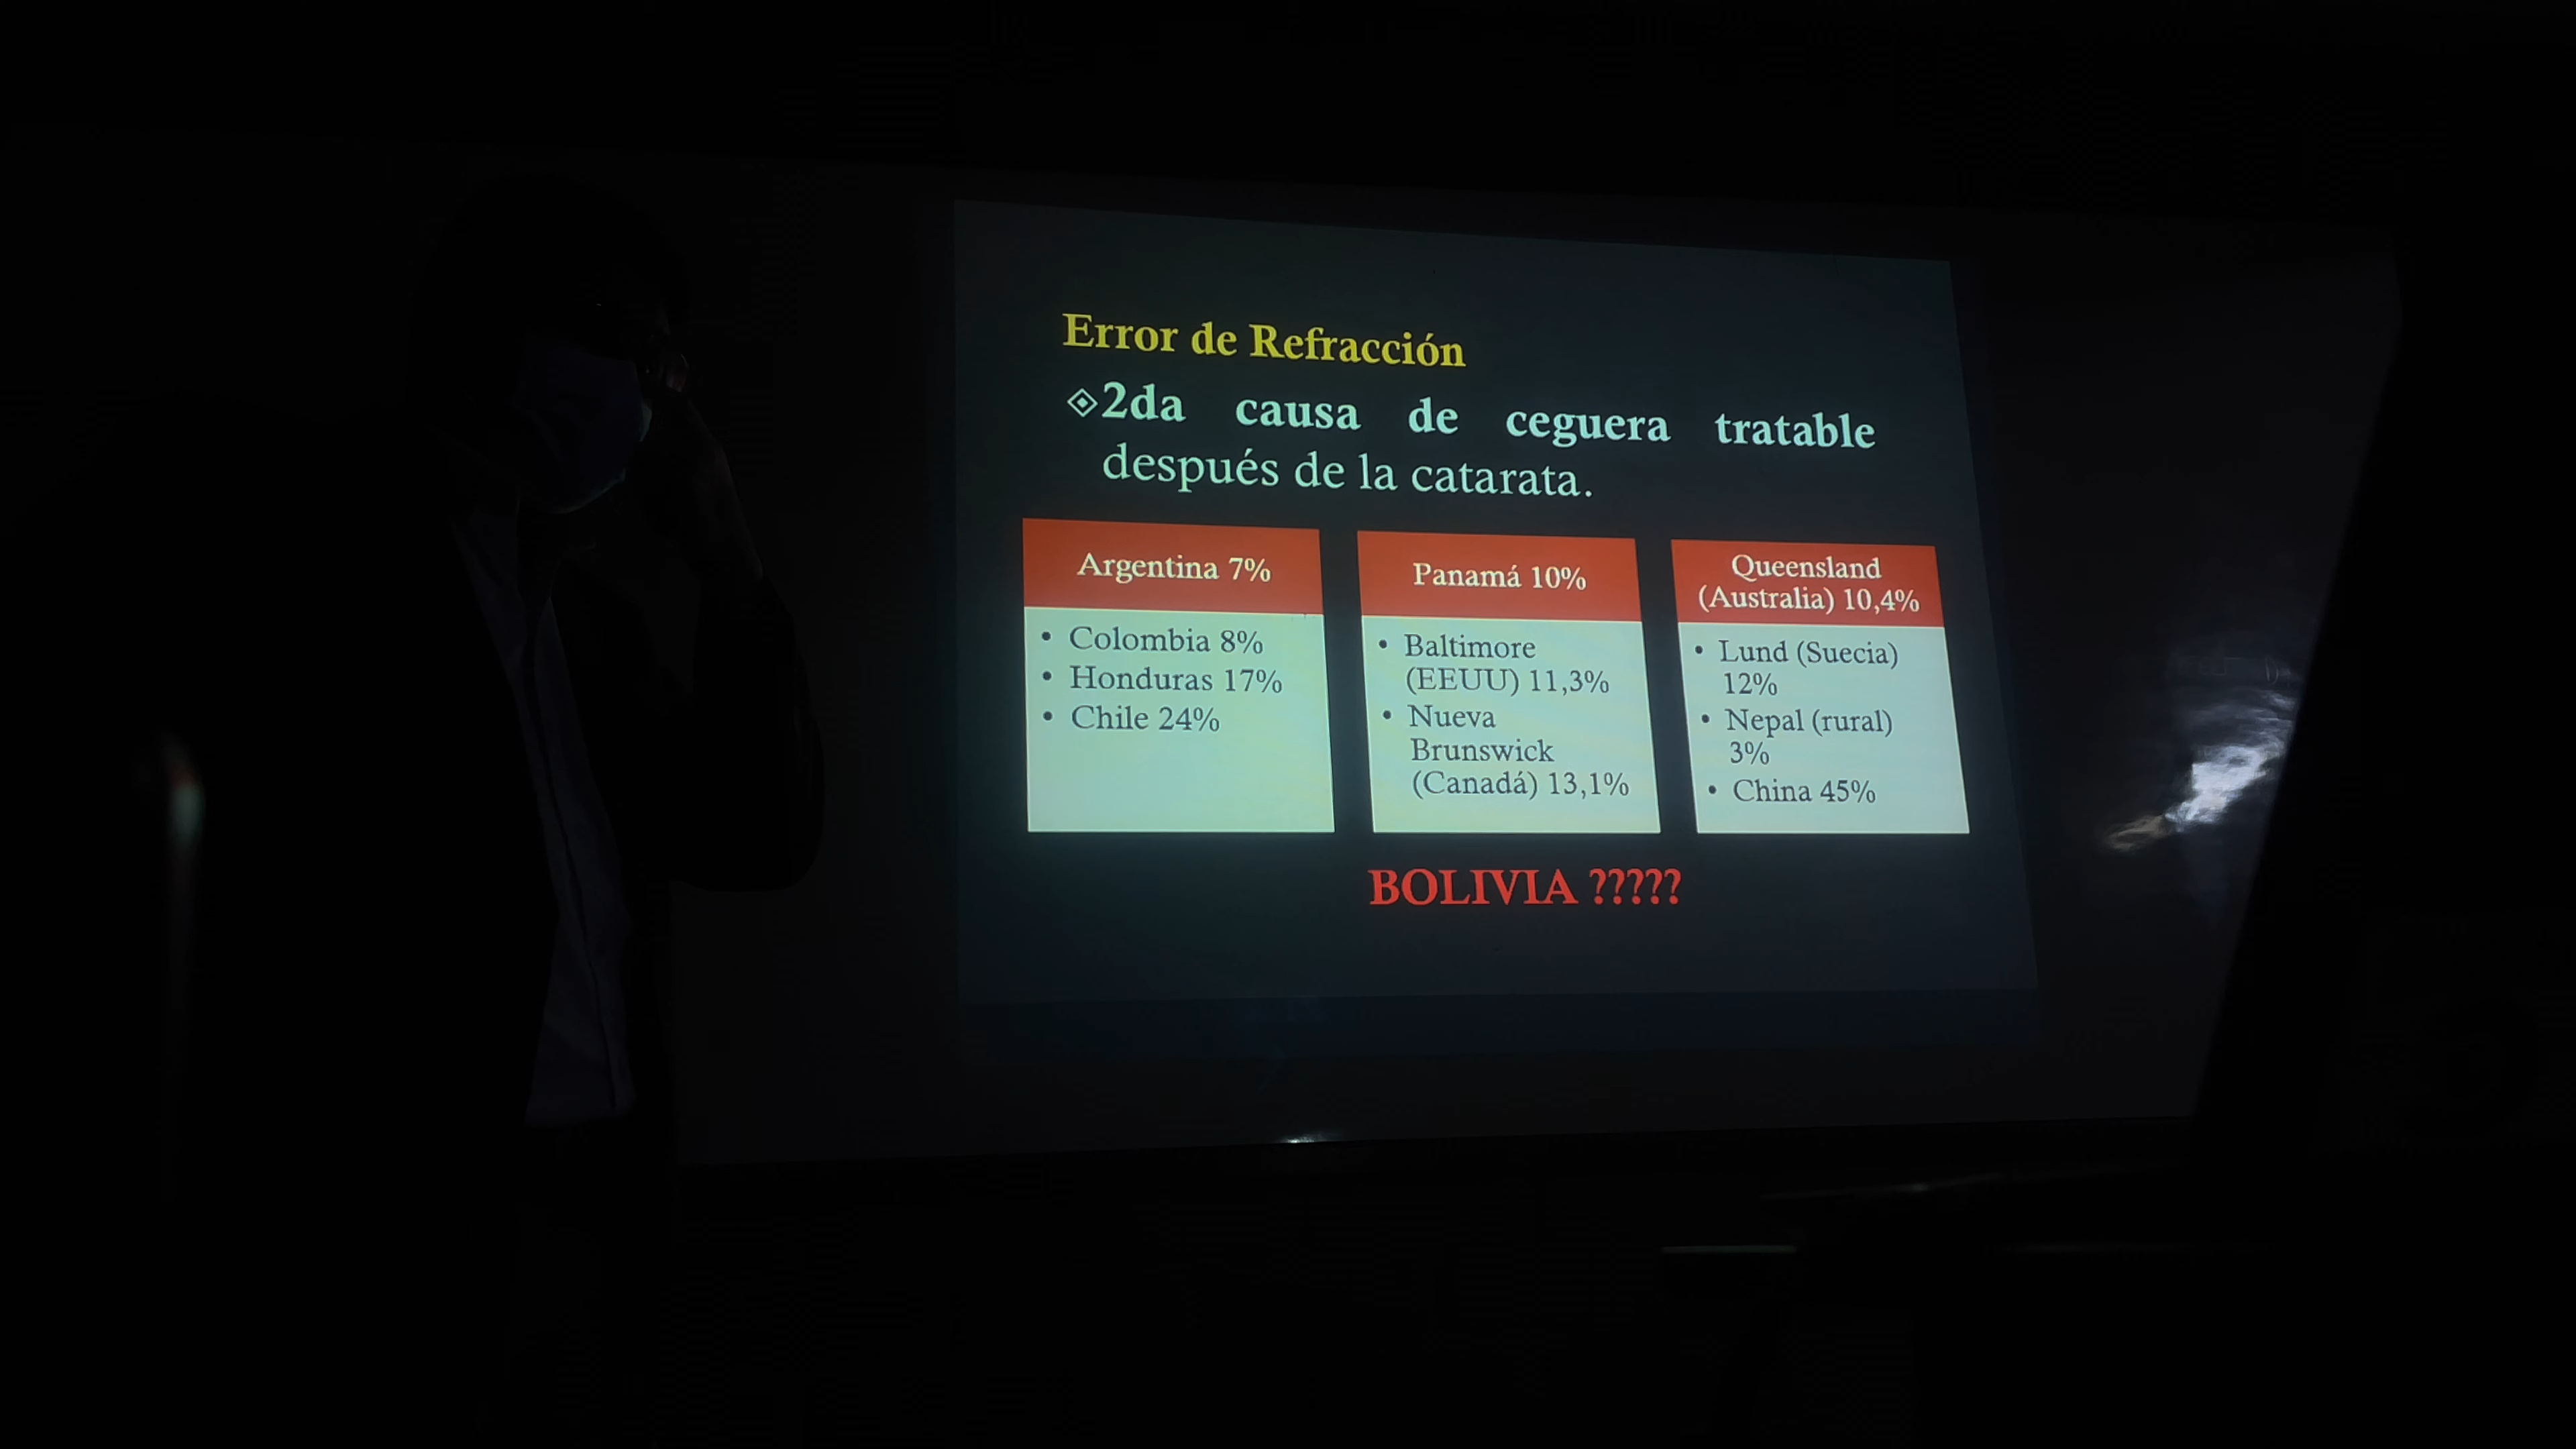 Error de Refracción
◈2da causa de ceguera tratable
después de la catarata.
Argentina 7%
• Colombia 8%
• Honduras 17%
• Chile 24%
Panamá 10%
• Baltimore
(EEUU) 11,3%
• Nueva
Brunswick
(Canadá) 13,1%
Queensland
(Australia) 10,4%
• Lund (Suecia)
12%
• Nepal (rural)
3%
• China 45%
BOLIVIA ?????